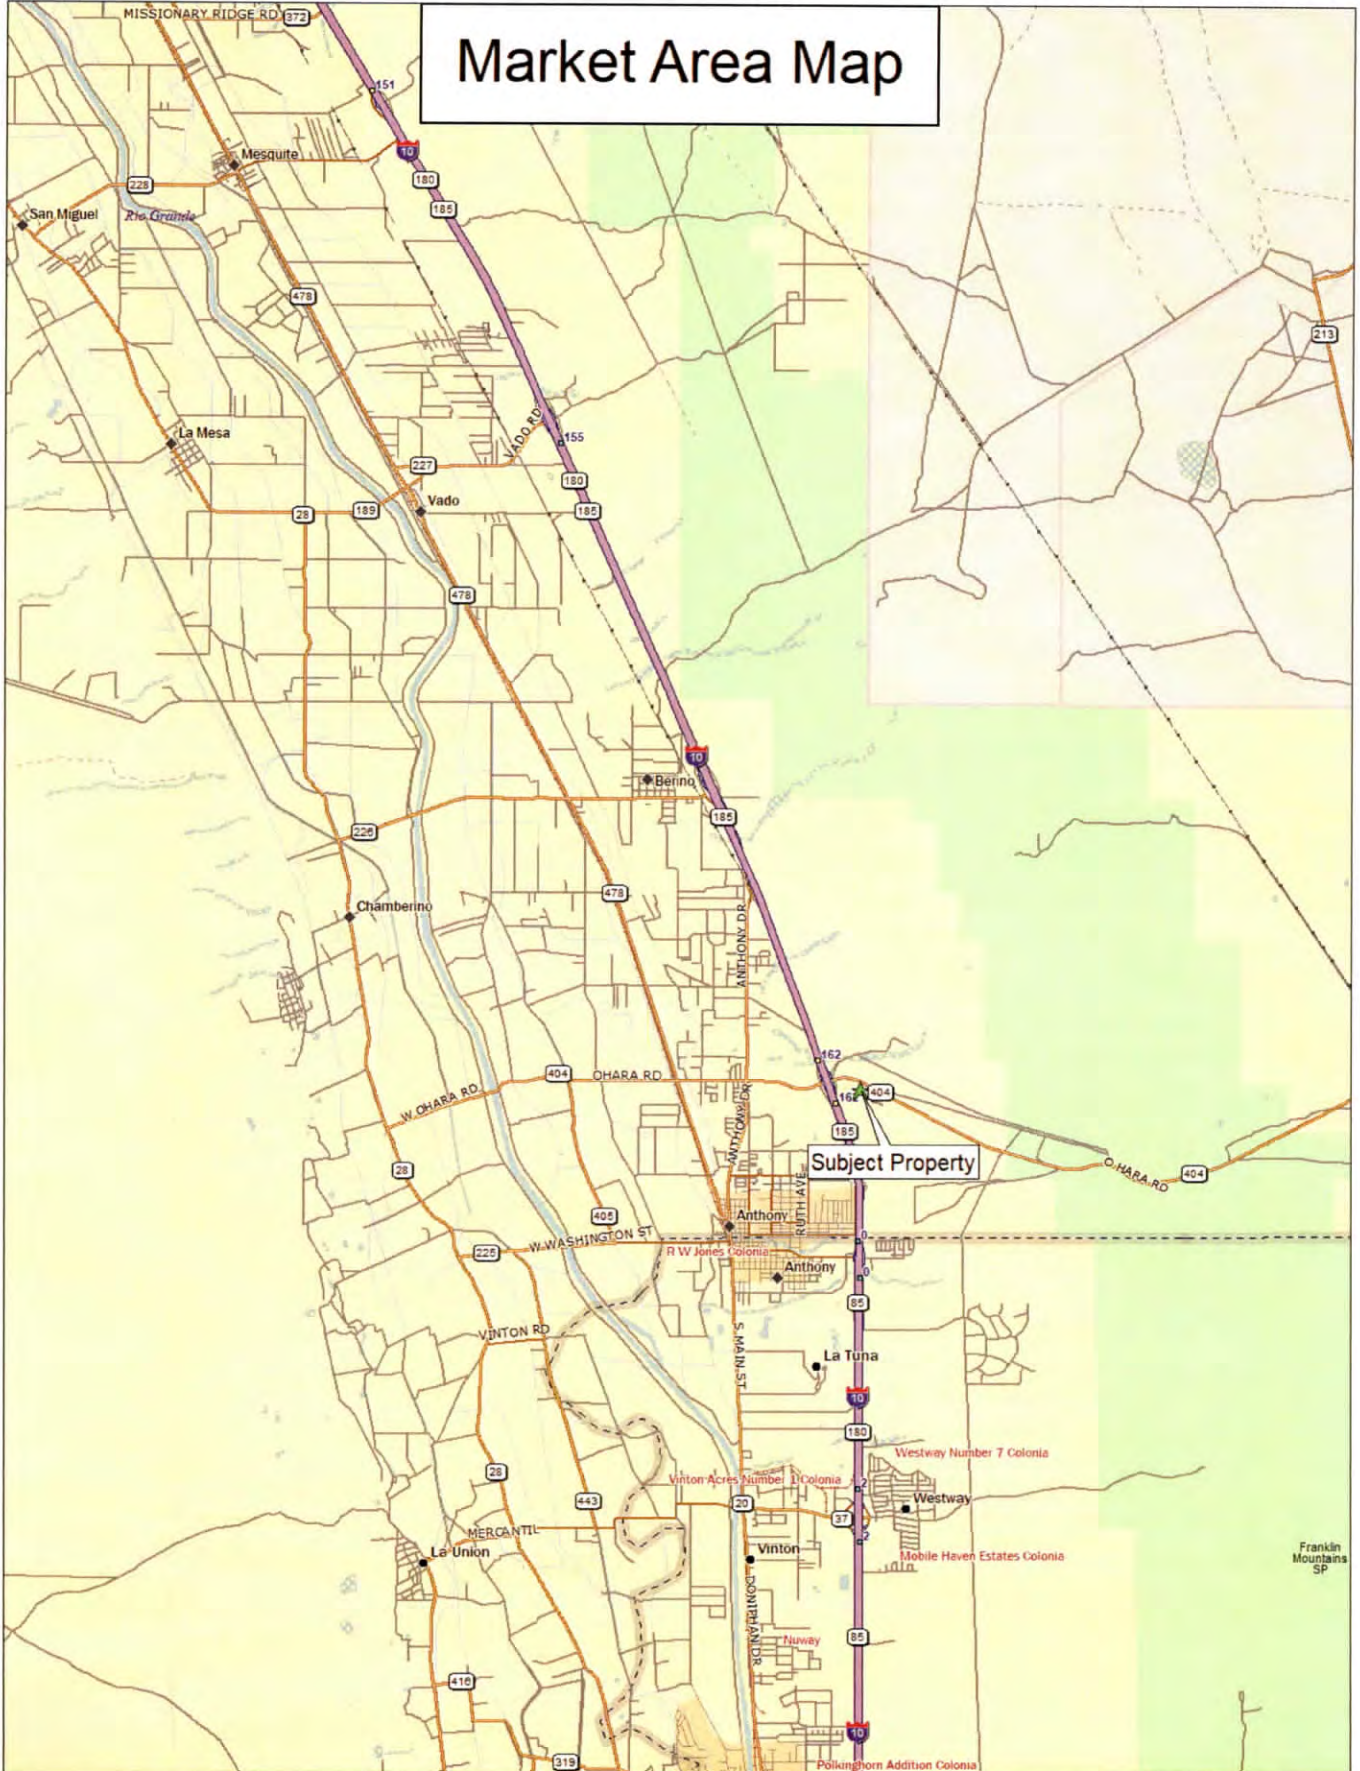 Market Area Map
MISSIONARY RIDGE RD
372
151
10
Mesquite
180
228
185
San Miguel
Rio Grande
478
213
VADO RD
La Mesa
155
227
180
Vado
28
189
185
478
10
Berino
185
226
478
Chamberino
ANTHONY DR
162
404
OHARA RD
W OHARA RD
162
404
ANTHONY DR
185
Subject Property
O HARA RD
404
28
RUTH AVE
405
Anthony
W WASHINGTON ST
0
225
R W Jones Colonia
Anthony
0
85
VINTON RD
S MAIN ST
La Tuna
10
180
Westway Number 7 Colonia
28
Vinton Acres Number 1 Colonia
2
443
20
Westway
37
MERCANTIL
2
La Union
Vinton
Mobile Haven Estates Colonia
Franklin
Mountains
SP
DONIPHAN DR
Nuway
85
416
10
319
Polkinghorn Addition Colonia